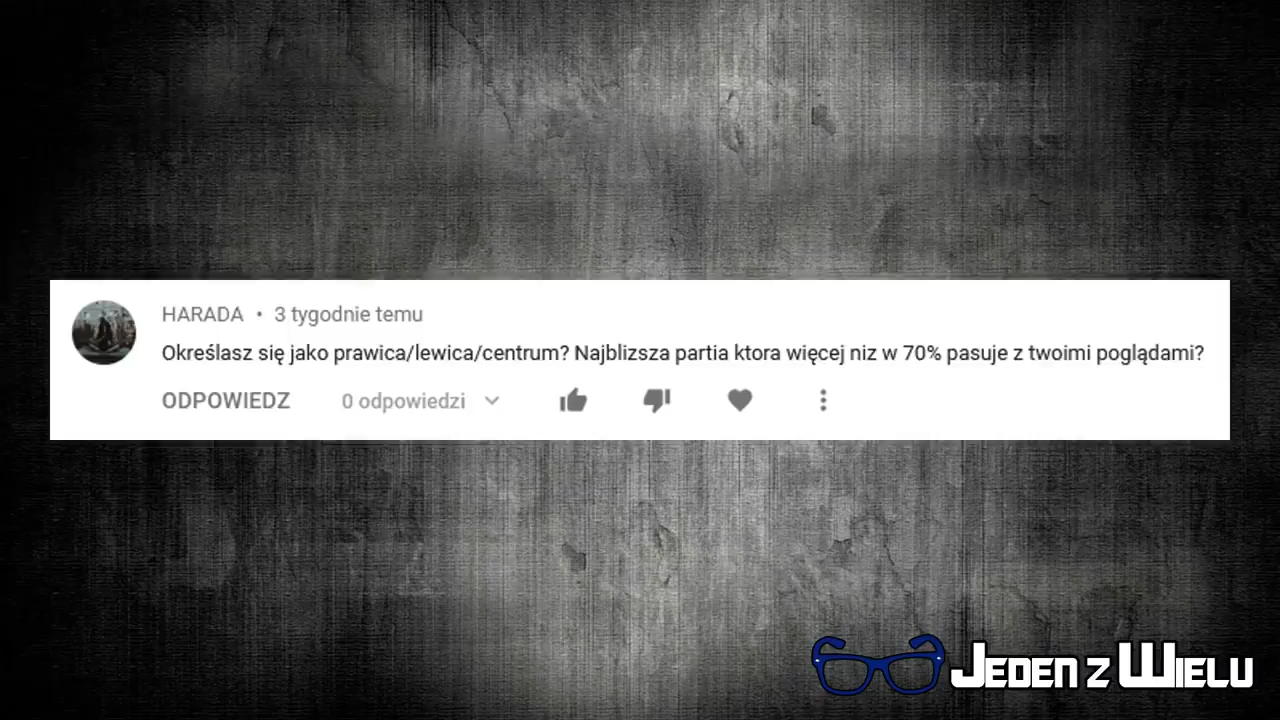 HARADA • 3 tygodnie temu
Określasz się jako prawica/lewica/centrum? Najblizsza partia ktora więcej niz w 70% pasuje z twoimi poglądami?
ODPOWIEDZ 0 odpowiedzi
JEDEN Z WIELU